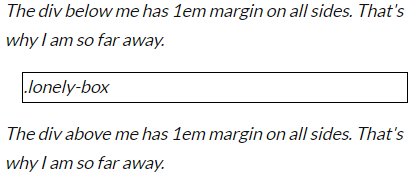 The div below me has 1em margin on all sides. That's
why I am so far away.
.lonely-box
The div above me has 1em margin on all sides. That's
why I am so far away.